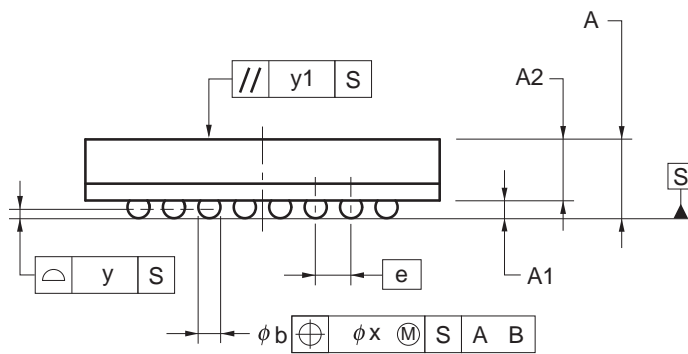 A
// y1 S
A2
S
⌓ y S
e
A1
φb ⌖ φx Ⓜ S A B